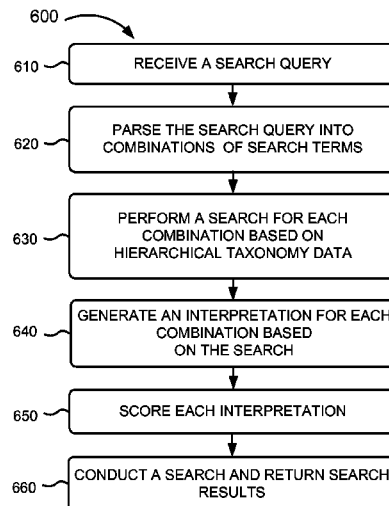 600
610
RECEIVE A SEARCH QUERY
620
PARSE THE SEARCH QUERY INTO
COMBINATIONS OF SEARCH TERMS
630
PERFORM A SEARCH FOR EACH
COMBINATION BASED ON
HIERARCHICAL TAXONOMY DATA
640
GENERATE AN INTERPRETATION FOR EACH
COMBINATION BASED
ON THE SEARCH
650
SCORE EACH INTERPRETATION
660
CONDUCT A SEARCH AND RETURN SEARCH
RESULTS